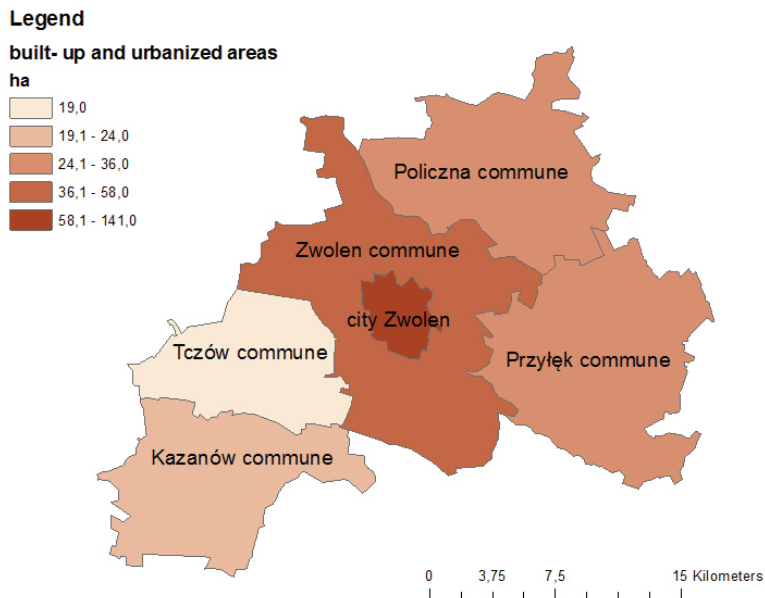 Legend
built- up and urbanized areas
ha
19,0
19,1 - 24,0
24,1 - 36,0
36,1 - 58,0
58,1 - 141,0
Policzna commune
Zwolen commune
city Zwolen
Tczów commune
Przyłęk commune
Kazanów commune
0 3,75 7,5 15 Kilometers